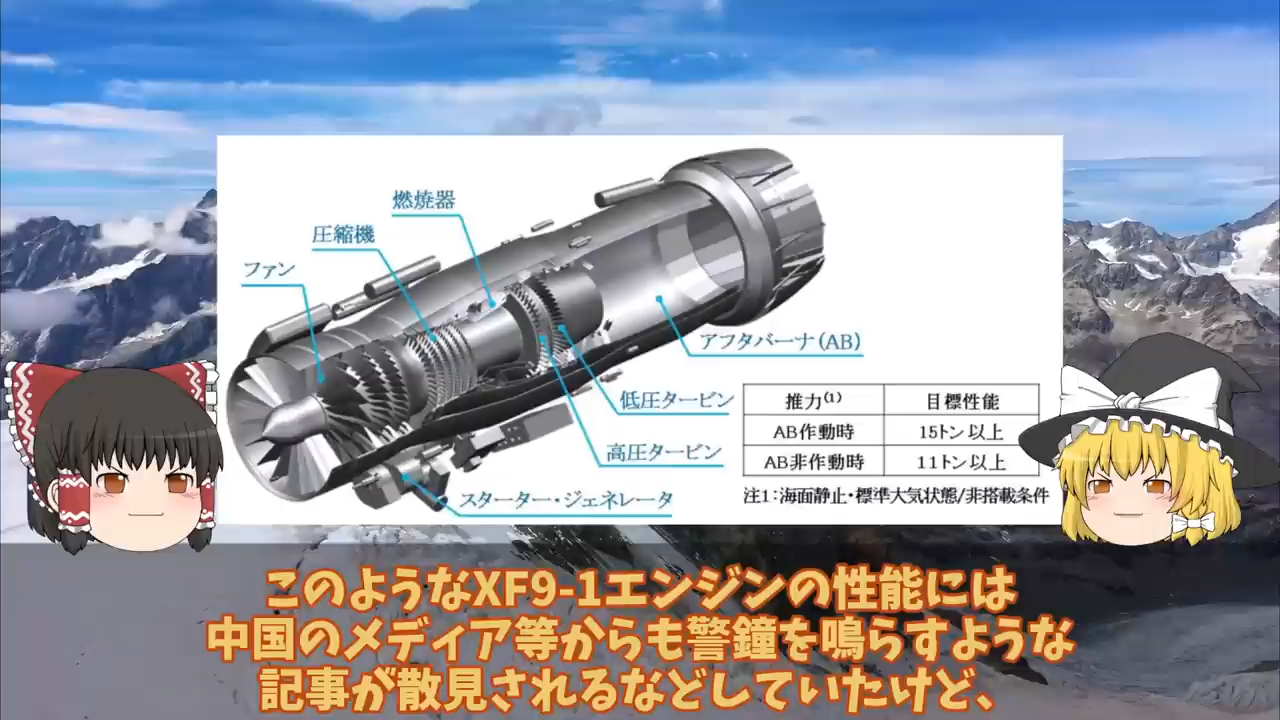 燃焼器
圧縮機
ファン
アフタバーナ(AB)
低圧タービン
高圧タービン
スターター・ジェネレータ
推力(1) 目標性能
AB作動時 15トン以上
AB非作動時 11トン以上
注1:海面静止・標準大気状態/非搭載条件
このようなXF9-1エンジンの性能には
中国のメディア等からも警鐘を鳴らすような
記事が散見されるなどしていたけど、